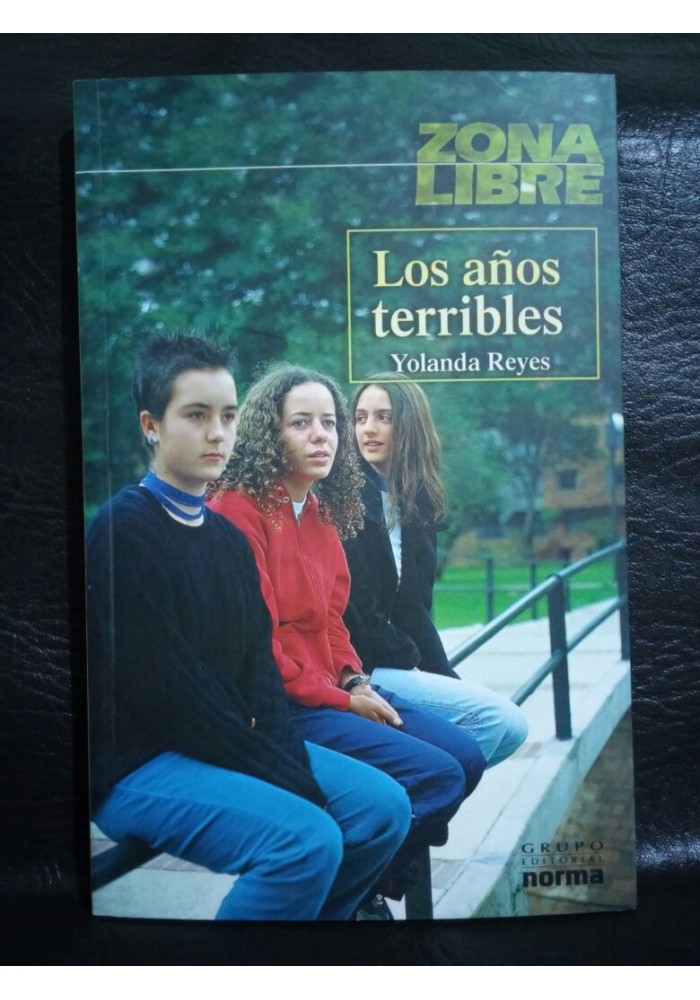 ZONA
LIBRE
Los años
terribles
Yolanda Reyes
GRUPO
EDITORIAL
norma